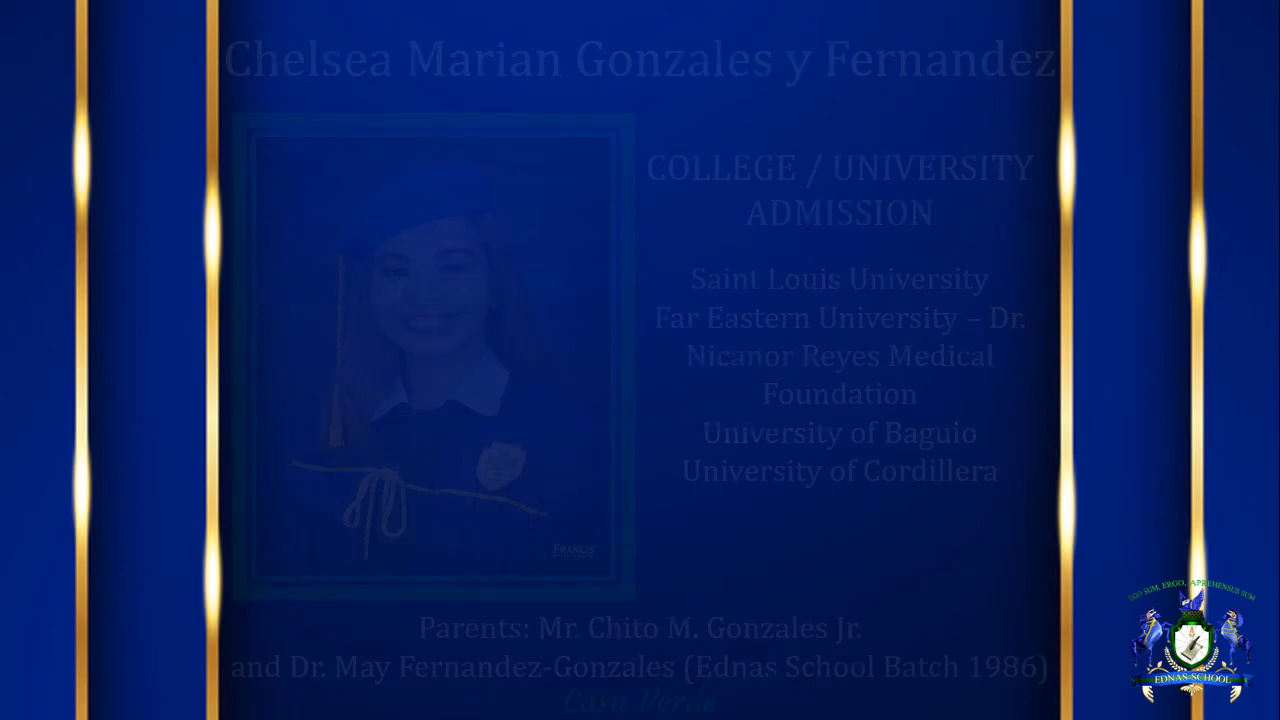 Chelsea Marian Gonzales y Fernandez
COLLEGE / UNIVERSITY
ADMISSION
Saint Louis University
Far Eastern University – Dr.
Nicanor Reyes Medical
Foundation
University of Baguio
University of Cordillera
FRANCIS'
Parents: Mr. Chito M. Gonzales Jr.
and Dr. May Fernandez-Gonzales (Ednas School Batch 1986)
Casa Verde
EGO SUM, ERGO, APREHENSUS SUM
EDNAS SCHOOL